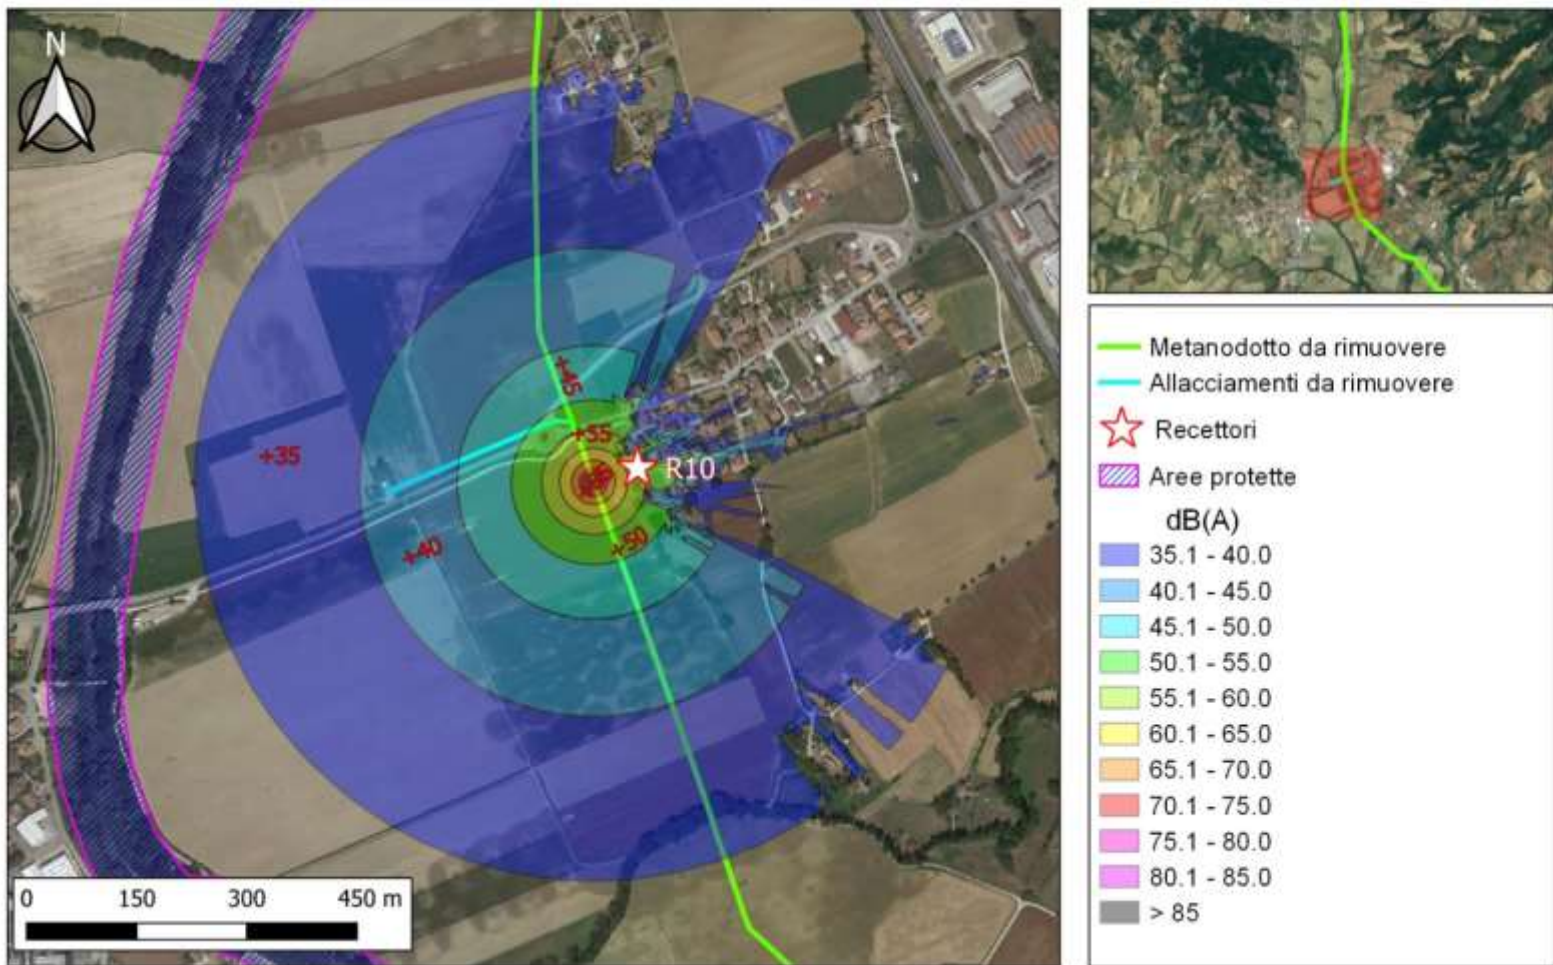 N
+45
+55
+35
R10
+40
+50
0 150 300 450 m
Metanodotto da rimuovere
Allacciamenti da rimuovere
Recettori
Aree protette
dB(A)
35.1 - 40.0
40.1 - 45.0
45.1 - 50.0
50.1 - 55.0
55.1 - 60.0
60.1 - 65.0
65.1 - 70.0
70.1 - 75.0
75.1 - 80.0
80.1 - 85.0
> 85